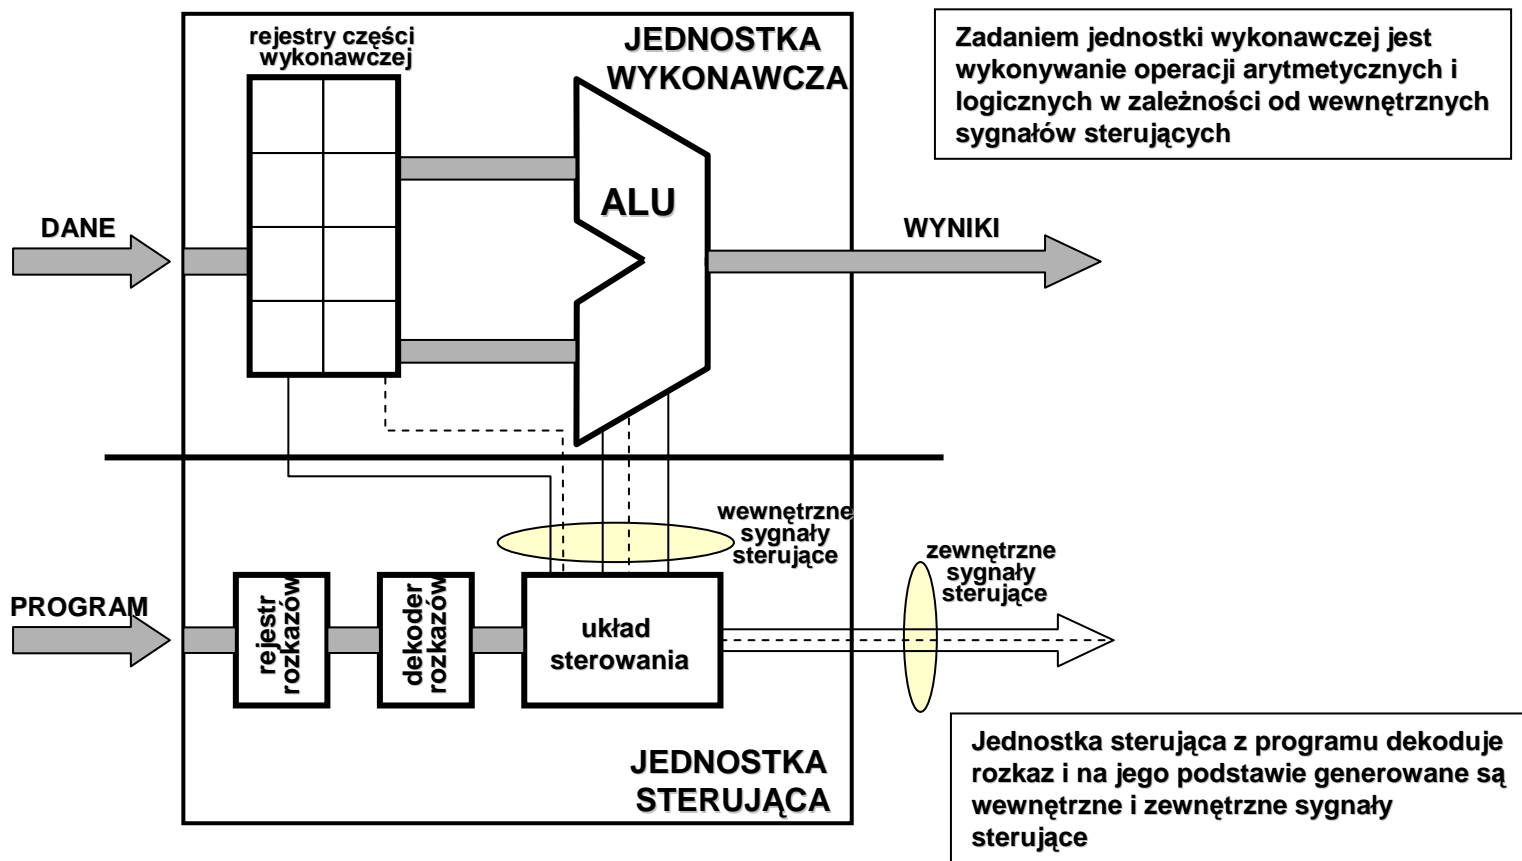 rejestry części
wykonawczej
JEDNOSTKA
WYKONAWCZA
Zadaniem jednostki wykonawczej jest
wykonywanie operacji arytmetycznych i
logicznych w zależności od wewnętrznych
sygnałów sterujących
ALU
DANE
WYNIKI
wewnętrzne
sygnały
sterujące
zewnętrzne
sygnały
sterujące
PROGRAM
rejestr
rozkazów
dekoder
rozkazów
układ
sterowania
JEDNOSTKA
STERUJĄCA
Jednostka sterująca z programu dekoduje
rozkaz i na jego podstawie generowane są
wewnętrzne i zewnętrzne sygnały
sterujące